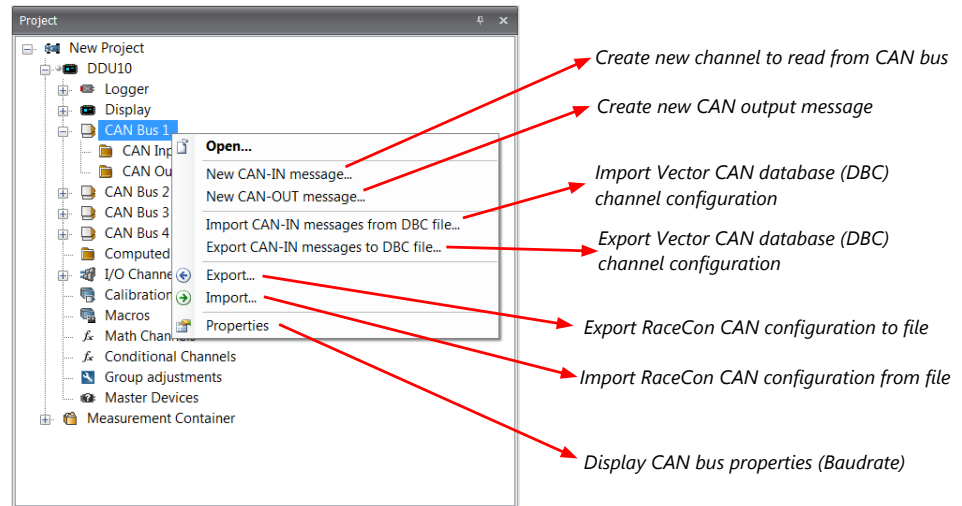 Project
New Project
DDU10
Logger
Display
CAN Bus 1
CAN Inp
CAN Ou
CAN Bus 2
CAN Bus 3
CAN Bus 4
Computed
I/O Channe
Calibration
Macros
fx Math Channels
fx Conditional Channels
Group adjustments
Master Devices
Measurement Container
Open...
New CAN-IN message...
New CAN-OUT message...
Import CAN-IN messages from DBC file...
Export CAN-IN messages to DBC file...
Export...
Import...
Properties
Create new channel to read from CAN bus
Create new CAN output message
Import Vector CAN database (DBC)
channel configuration
Export Vector CAN database (DBC)
channel configuration
Export RaceCon CAN configuration to file
Import RaceCon CAN configuration from file
Display CAN bus properties (Baudrate)